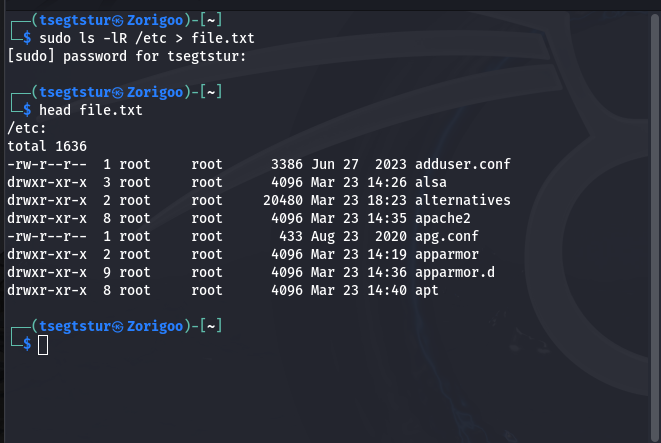 ┌──(tsegtstur㉿Zorigoo)-[~]
└─$ sudo ls -lR /etc > file.txt
[sudo] password for tsegtstur:
┌──(tsegtstur㉿Zorigoo)-[~]
└─$ head file.txt
/etc:
total 1636
-rw-r--r--  1 root     root      3386 Jun 27  2023 adduser.conf
drwxr-xr-x  3 root     root      4096 Mar 23 14:26 alsa
drwxr-xr-x  2 root     root     20480 Mar 23 18:23 alternatives
drwxr-xr-x  8 root     root      4096 Mar 23 14:35 apache2
-rw-r--r--  1 root     root       433 Aug 23  2020 apg.conf
drwxr-xr-x  2 root     root      4096 Mar 23 14:19 apparmor
drwxr-xr-x  9 root     root      4096 Mar 23 14:36 apparmor.d
drwxr-xr-x  8 root     root      4096 Mar 23 14:40 apt
┌──(tsegtstur㉿Zorigoo)-[~]
└─$